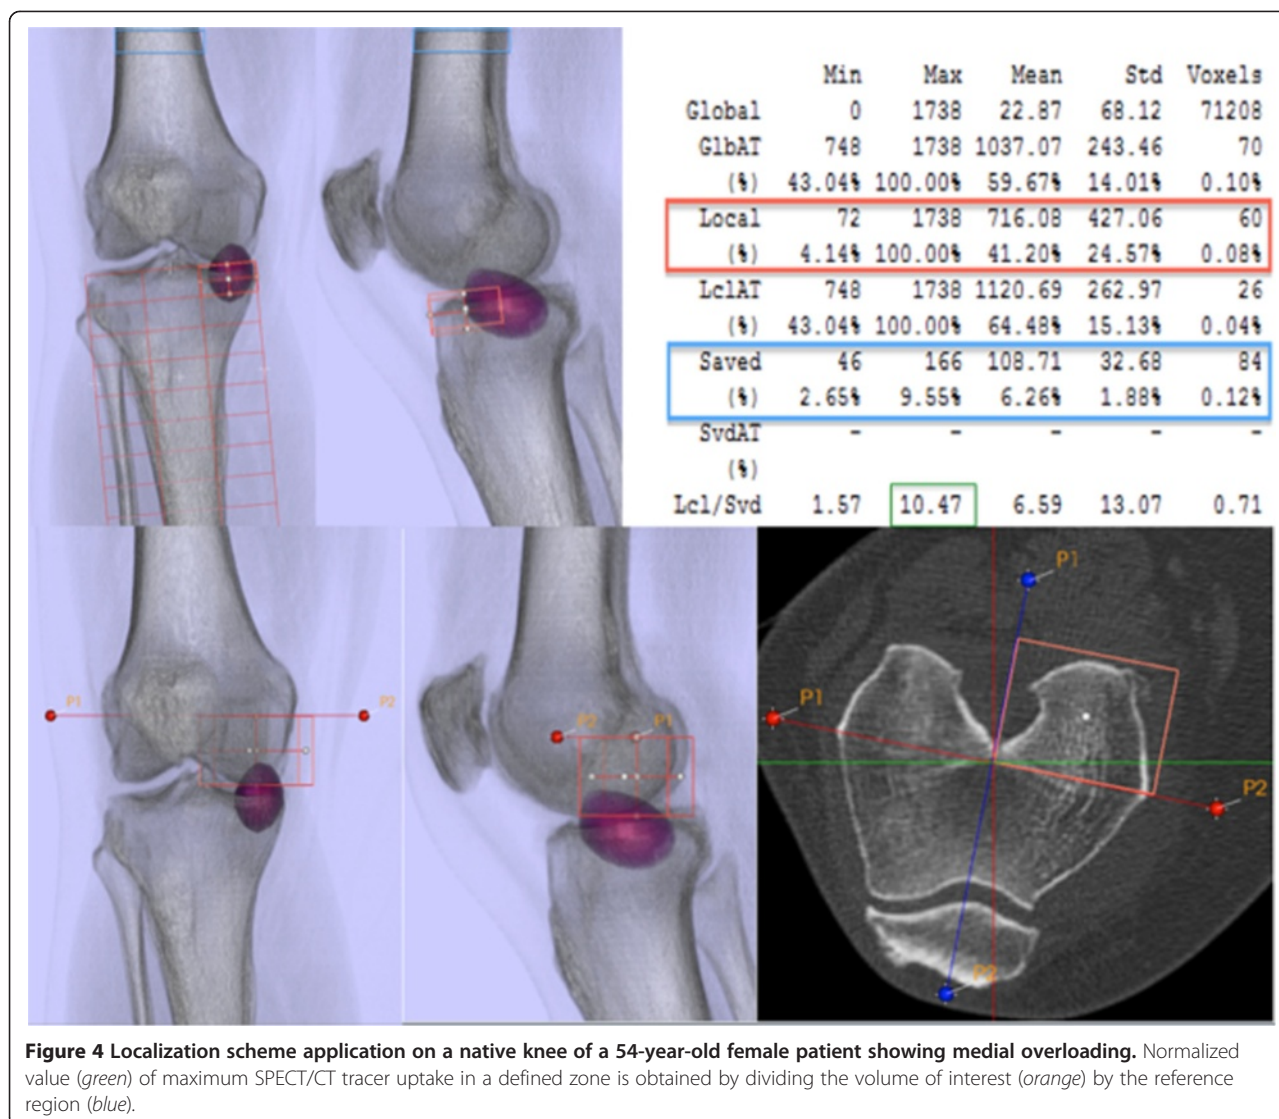 Min Max Mean Std Voxels
Global 0 1738 22.87 68.12 71208
GlbAT 748 1738 1037.07 243.46 70
(%) 43.04% 100.00% 59.67% 14.01% 0.10%
Local 72 1738 716.08 427.06 60
(%) 4.14% 100.00% 41.20% 24.57% 0.08%
LclAT 748 1738 1120.69 262.97 26
(%) 43.04% 100.00% 64.48% 15.13% 0.04%
Saved 46 166 108.71 32.68 84
(%) 2.65% 9.55% 6.26% 1.88% 0.12%
SvdAT - - - - -
(%)
Lcl/Svd 1.57 10.47 6.59 13.07 0.71
P1 P2
P2 P1
P1
P1
P2
P2
Figure 4 Localization scheme application on a native knee of a 54-year-old female patient showing medial overloading. Normalized
value (green) of maximum SPECT/CT tracer uptake in a defined zone is obtained by dividing the volume of interest (orange) by the reference
region (blue).